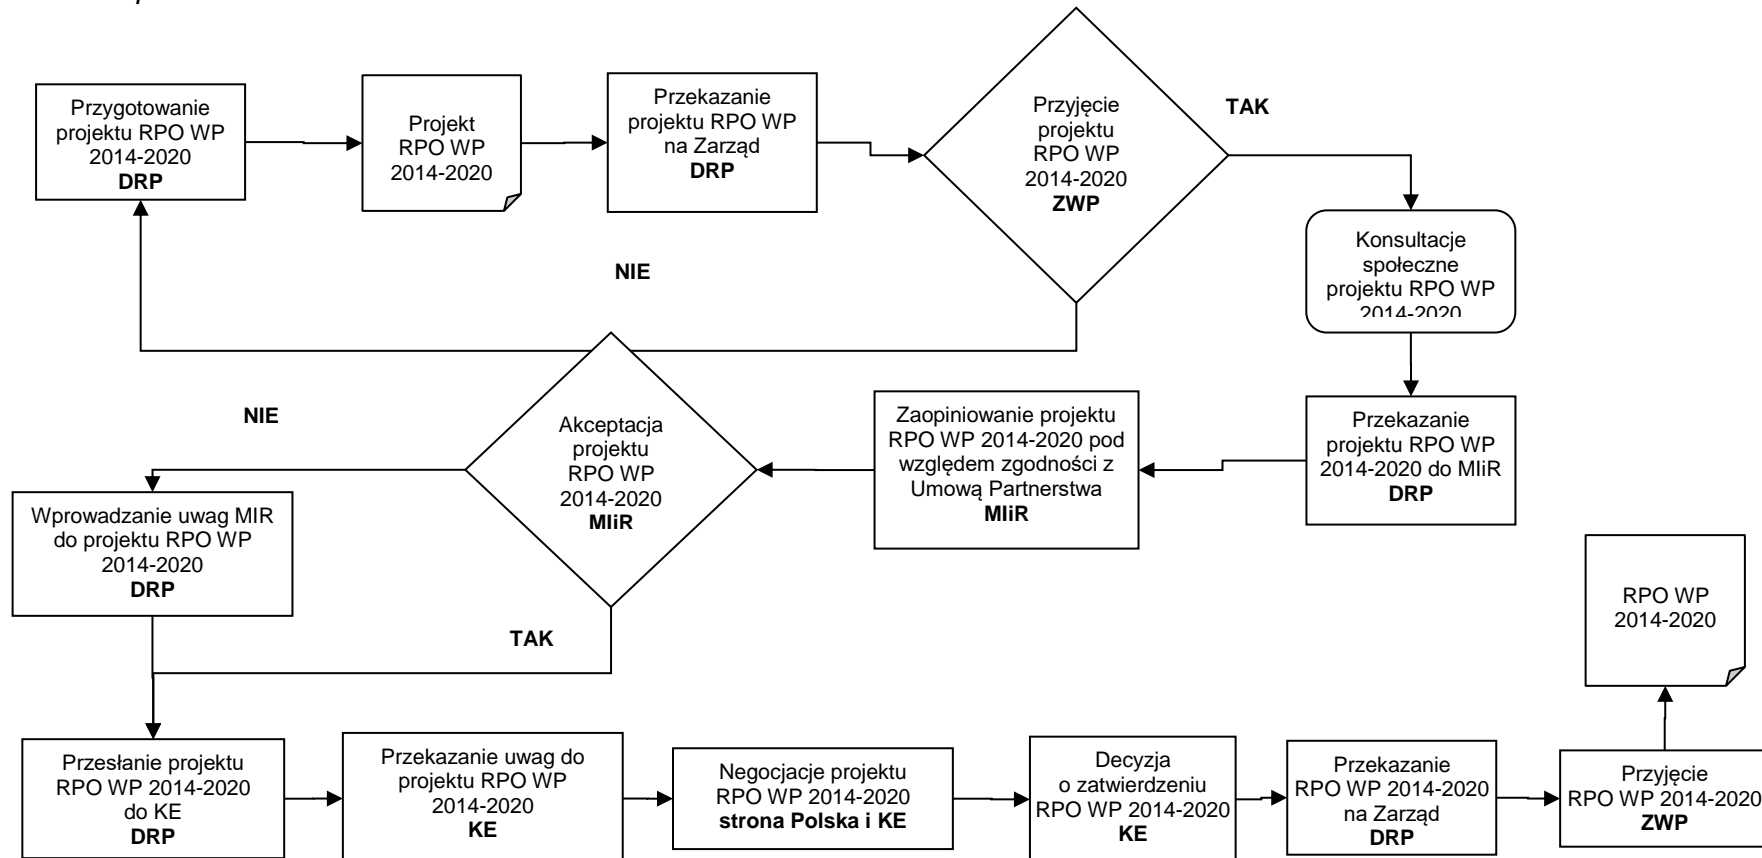 Przygotowanie
projektu RPO WP
2014-2020
DRP
Projekt
RPO WP
2014-2020
Przekazanie
projektu RPO WP
na Zarząd
DRP
Przyjęcie
projektu
RPO WP
2014-2020
ZWP
TAK
NIE
Konsultacje
społeczne
projektu RPO WP
2014-2020
Przekazanie
projektu RPO WP
2014-2020 do MIiR
DRP
Zaopiniowanie projektu
RPO WP 2014-2020 pod
względem zgodności z
Umową Partnerstwa
MIiR
Akceptacja
projektu
RPO WP
2014-2020
MIiR
NIE
Wprowadzanie uwag MIR
do projektu RPO WP
2014-2020
DRP
TAK
Przesłanie projektu
RPO WP 2014-2020
do KE
DRP
Przekazanie uwag do
projektu RPO WP
2014-2020
KE
Negocjacje projektu
RPO WP 2014-2020
strona Polska i KE
Decyzja
o zatwierdzeniu
RPO WP 2014-2020
KE
Przekazanie
RPO WP 2014-2020
na Zarząd
DRP
Przyjęcie
RPO WP 2014-2020
ZWP
RPO WP
2014-2020